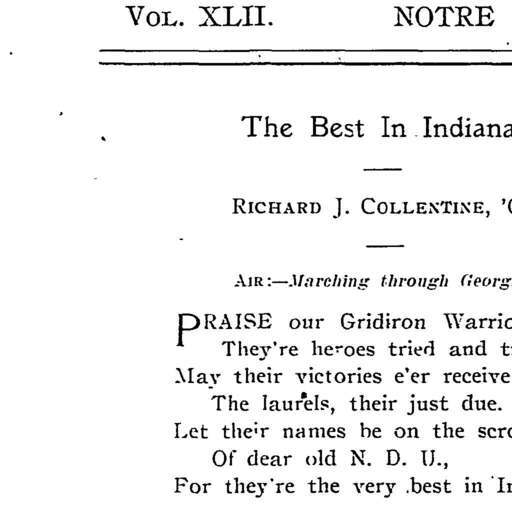 VOL. XLII. NOTRE
The Best In Indiana
RICHARD J. COLLENTINE, '
AIR:—Marching through Georg
PRAISE our Gridiron Warrio
They're heroes tried and t
May their victories e'er receive
The laurels, their just due.
Let their names be on the scro
Of dear old N. D. U.,
For they're the very best in In